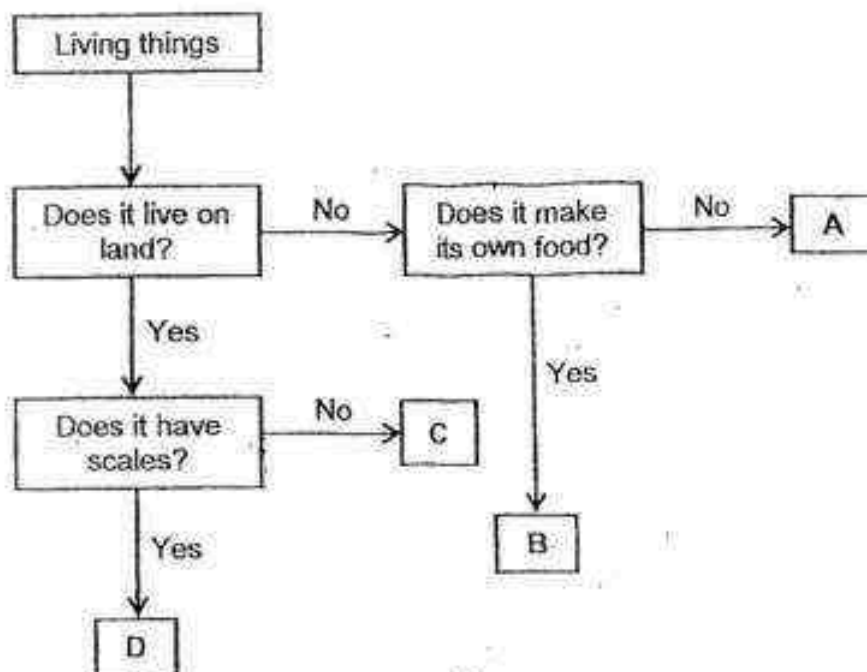 Living things
Does it live on
land?
No
Does it make
its own food?
No
A
Yes
Yes
Does it have
scales?
No
C
B
Yes
D